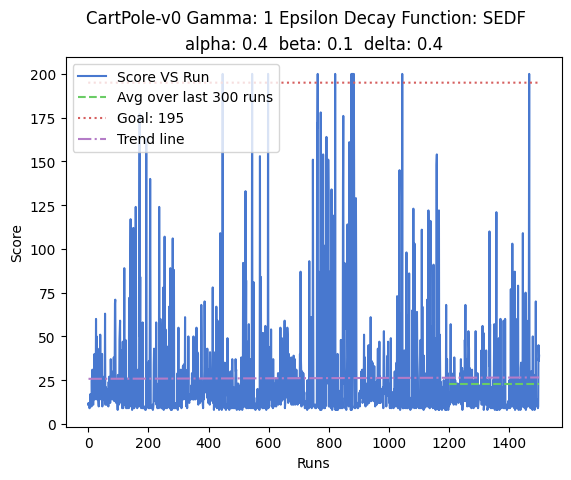 CartPole-v0 Gamma: 1 Epsilon Decay Function: SEDF
alpha: 0.4 beta: 0.1 delta: 0.4
Score VS Run
Avg over last 300 runs
Goal: 195
Trend line
200
175
150
125
100
75
50
25
0
Score
0 200 400 600 800 1000 1200 1400
Runs